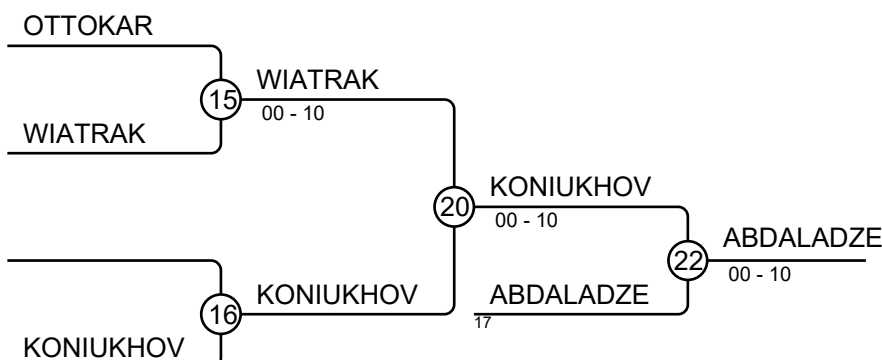 OTTOKAR
WIATRAK
15
00 - 10
WIATRAK
KONIUKHOV
20
00 - 10
ABDALADZE
22
00 - 10
KONIUKHOV
16
ABDALADZE
17
KONIUKHOV